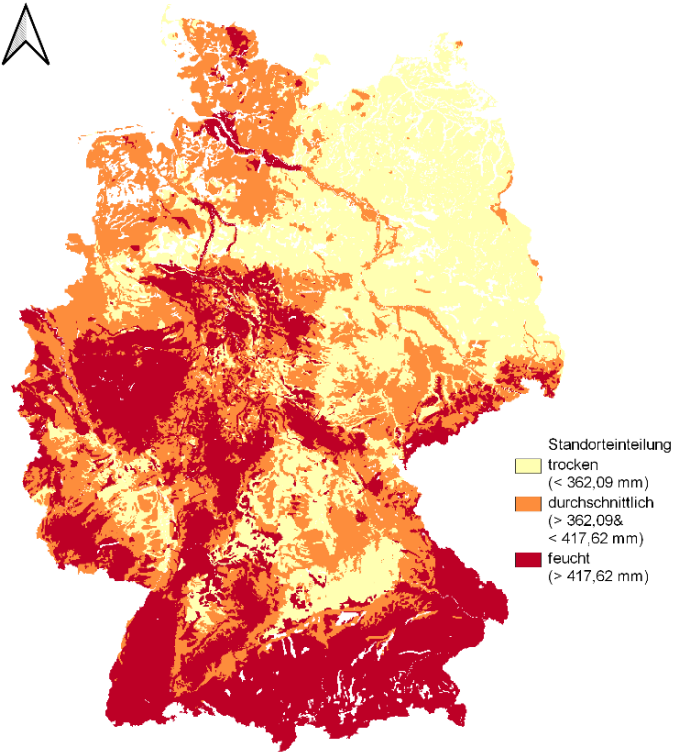 Standorteinteilung
trocken
(< 362,09 mm)
durchschnittlich
(> 362,09&
< 417,62 mm)
feucht
(> 417,62 mm)